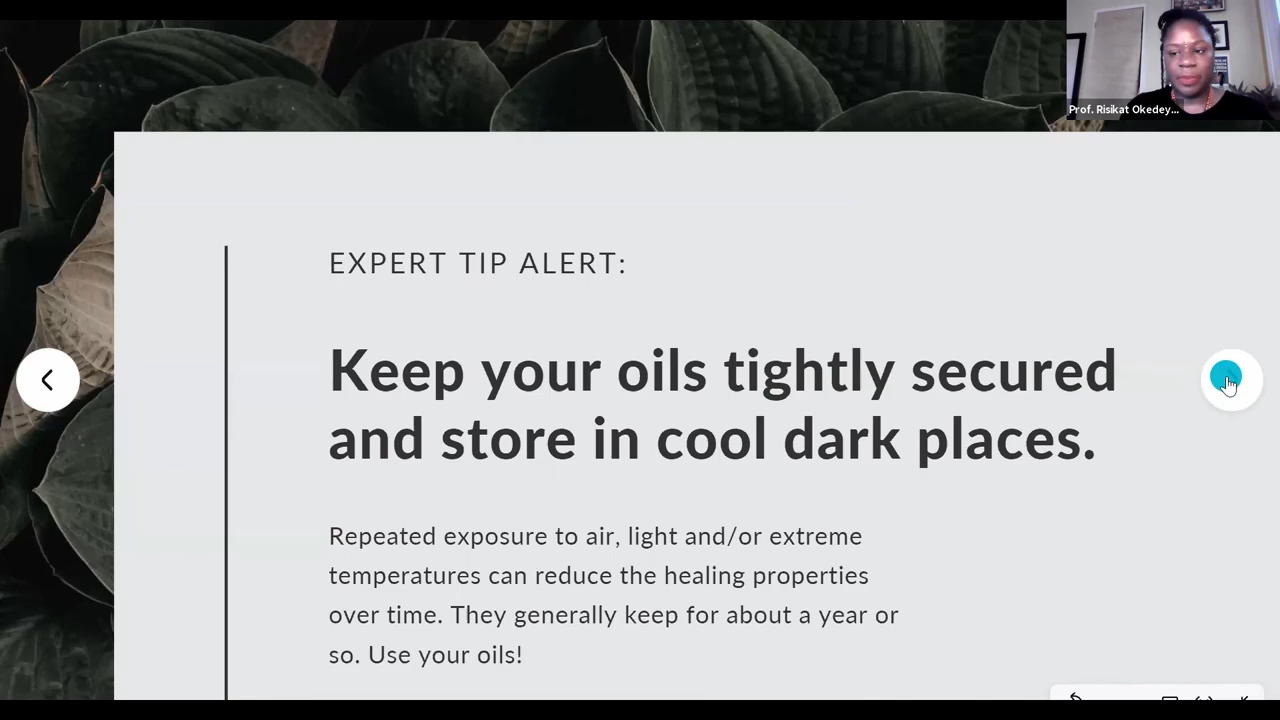 Prof. Risikat Okedey...
EXPERT TIP ALERT:
Keep your oils tightly secured
and store in cool dark places.
Repeated exposure to air, light and/or extreme
temperatures can reduce the healing properties
over time. They generally keep for about a year or
so. Use your oils!